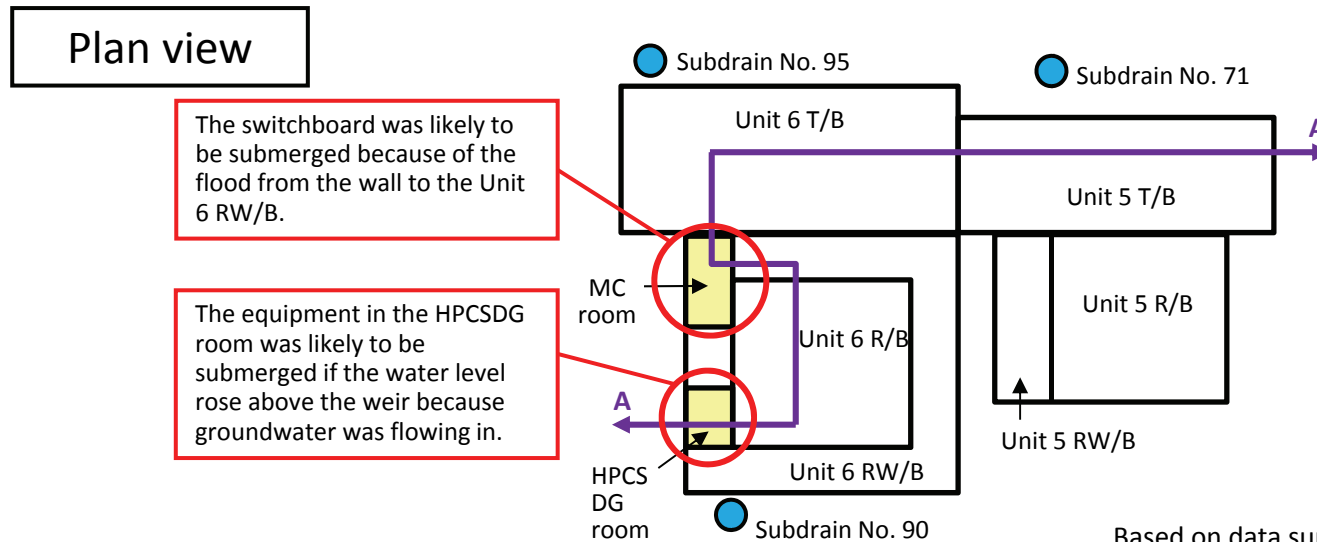 Plan view
Subdrain No. 95
Subdrain No. 71
The switchboard was likely to
be submerged because of the
flood from the wall to the Unit
6 RW/B.
Unit 6 T/B
A
Unit 5 T/B
MC
room
The equipment in the HPCSDG
room was likely to be
submerged if the water level
rose above the weir because
groundwater was flowing in.
Unit 6 R/B
Unit 5 R/B
A
Unit 5 RW/B
Unit 6 RW/B
HPCS
DG
room
Subdrain No. 90
Based on data